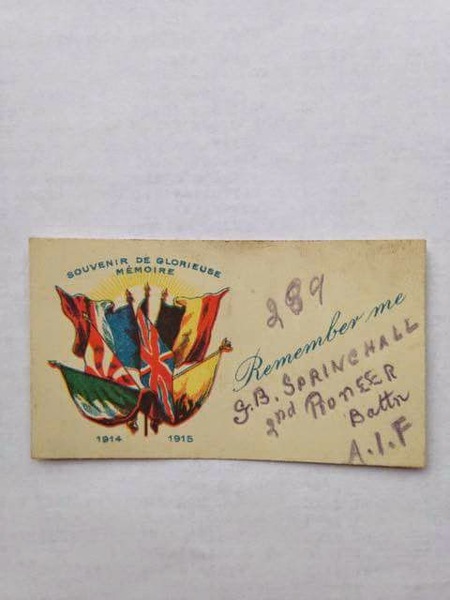 SOUVENIR DE GLORIEUSE
MÉMOIRE
1914 1915
289
Remember me
G.B. SPRINGHALL
2nd PIONEER
Battn
A.I.F